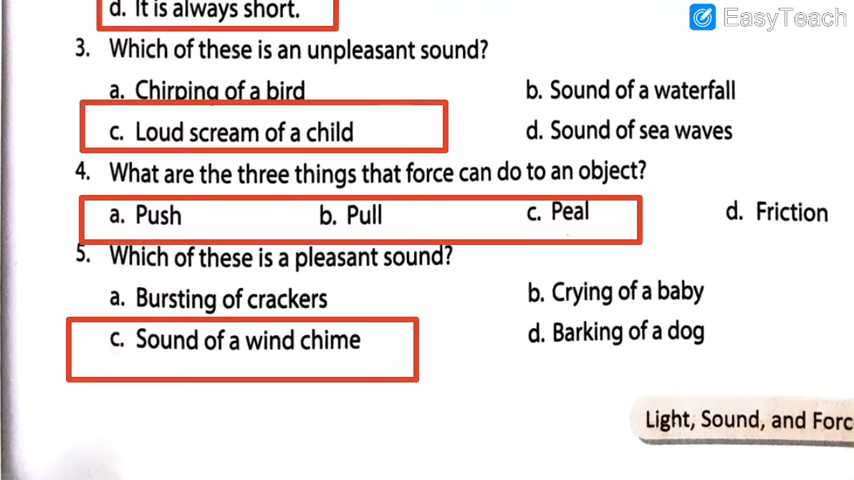 d. It is always short.
EasyTeach
3. Which of these is an unpleasant sound?
a. Chirping of a bird
b. Sound of a waterfall
c. Loud scream of a child
d. Sound of sea waves
4. What are the three things that force can do to an object?
a. Push b. Pull c. Peal d. Friction
5. Which of these is a pleasant sound?
a. Bursting of crackers
b. Crying of a baby
c. Sound of a wind chime
d. Barking of a dog
Light, Sound, and Forc